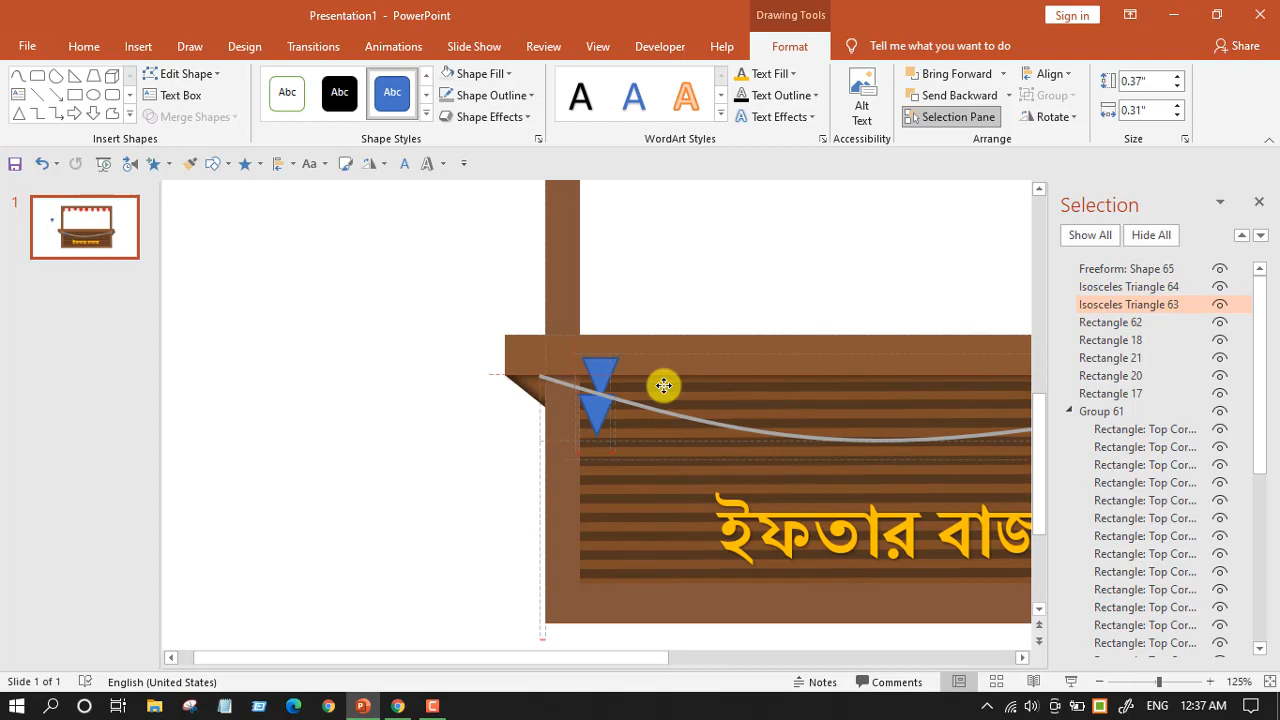 Presentation1 - PowerPoint
Drawing Tools
Sign in
File
Home
Insert
Draw
Design
Transitions
Animations
Slide Show
Review
View
Developer
Help
Format
Tell me what you want to do
Share
Edit Shape
Text Box
Merge Shapes
Insert Shapes
Abc
Abc
Abc
Shape Fill
Shape Outline
Shape Effects
Shape Styles
A
A
A
Text Fill
Text Outline
Text Effects
WordArt Styles
Alt
Text
Accessibility
Bring Forward
Send Backward
Selection Pane
Align
Group
Rotate
Arrange
0.37"
0.31"
Size
1
ইফতার বাজ
Selection
Show All
Hide All
Freeform: Shape 65
Isosceles Triangle 64
Isosceles Triangle 63
Rectangle 62
Rectangle 18
Rectangle 21
Rectangle 20
Rectangle 17
Group 61
Rectangle: Top Cor...
Rectangle: Top Cor...
Rectangle: Top Cor...
Rectangle: Top Cor...
Rectangle: Top Cor...
Rectangle: Top Cor...
Rectangle: Top Cor...
Rectangle: Top Cor...
Rectangle: Top Cor...
Rectangle: Top Cor...
Rectangle: Top Cor...
Rectangle: Top Cor...
Rectangle: Top Cor...
Slide 1 of 1
English (United States)
Notes
Comments
125%
ENG
12:37 AM